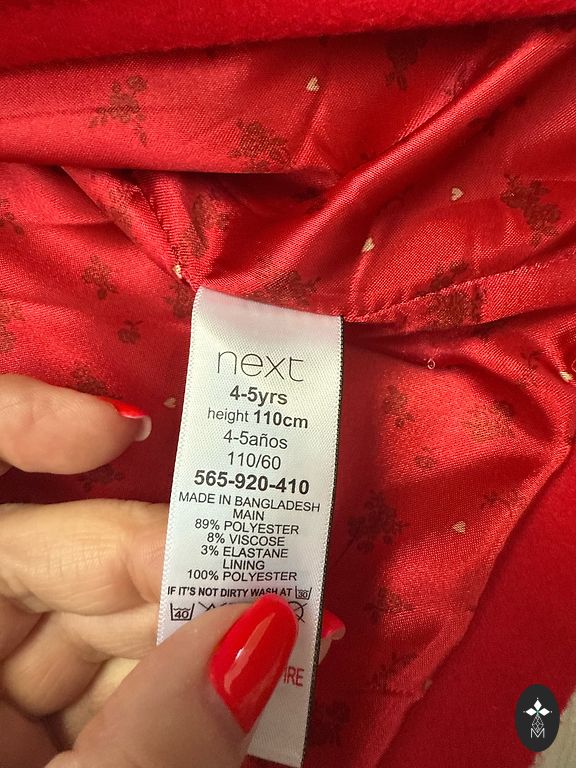 next
4-5yrs
height 110cm
4-5años
110/60
565-920-410
MADE IN BANGLADESH
MAIN
89% POLYESTER
8% VISCOSE
3% ELASTANE
LINING
100% POLYESTER
IF IT'S NOT DIRTY WASH AT 30
40
IRE
M